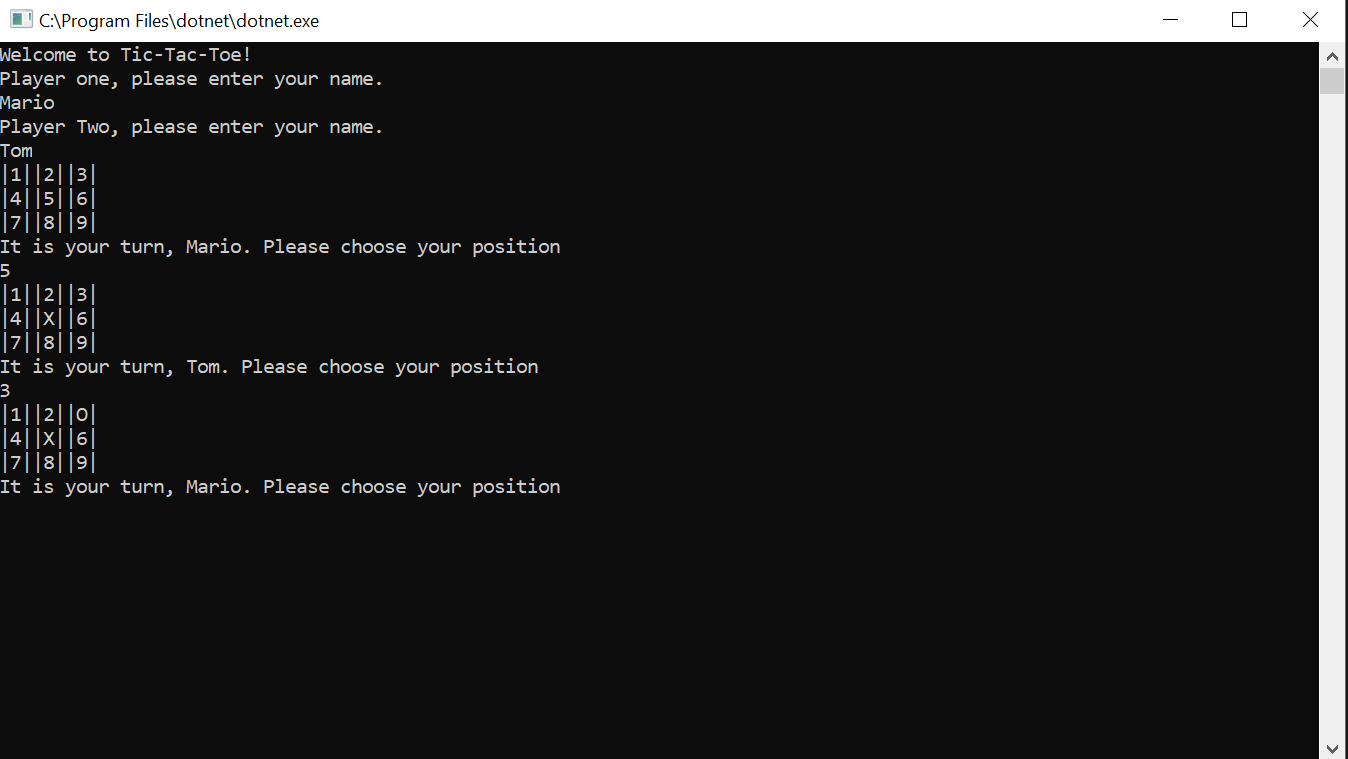 C:\Program Files\dotnet\dotnet.exe
Welcome to Tic-Tac-Toe!
Player one, please enter your name.
Mario
Player Two, please enter your name.
Tom
|1||2||3|
|4||5||6|
|7||8||9|
It is your turn, Mario. Please choose your position
5
|1||2||3|
|4||X||6|
|7||8||9|
It is your turn, Tom. Please choose your position
3
|1||2||O|
|4||X||6|
|7||8||9|
It is your turn, Mario. Please choose your position